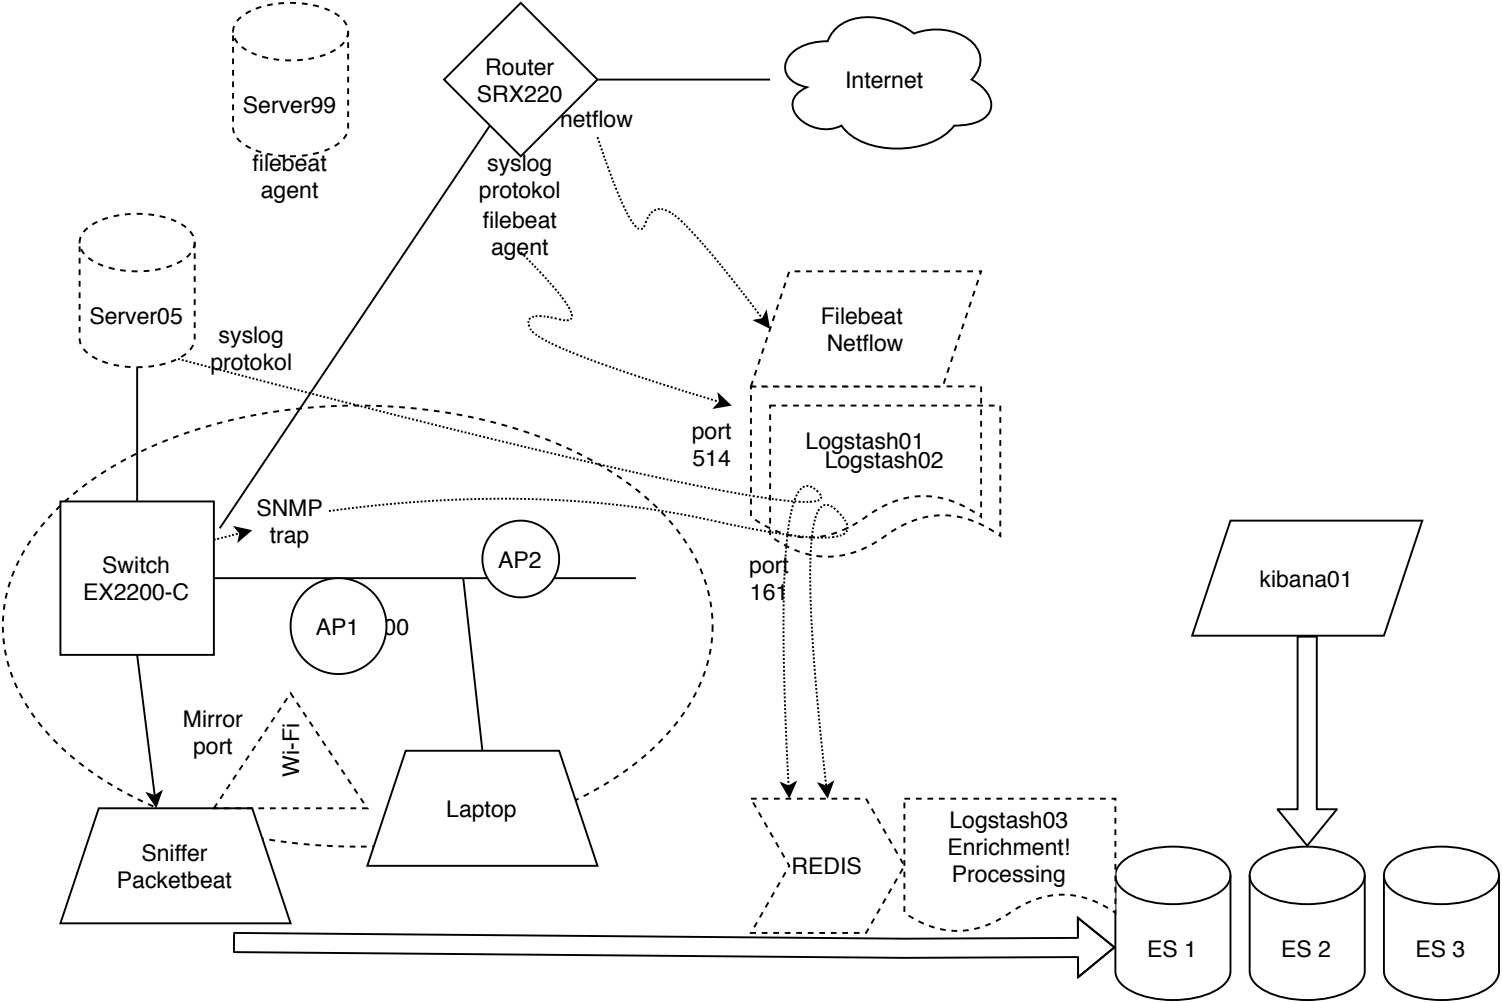 Router
SRX220
Internet
Server99
netflow
filebeat
agent
syslog
protokol
filebeat
agent
Server05
syslog
protokol
Filebeat
Netflow
port
514
Logstash01
Logstash02
SNMP
trap
Switch
EX2200-C
AP2
port
161
kibana01
AP1
00
Mirror
port
Wi-Fi
Laptop
Sniffer
Packetbeat
REDIS
Logstash03
Enrichment!
Processing
ES 1
ES 2
ES 3